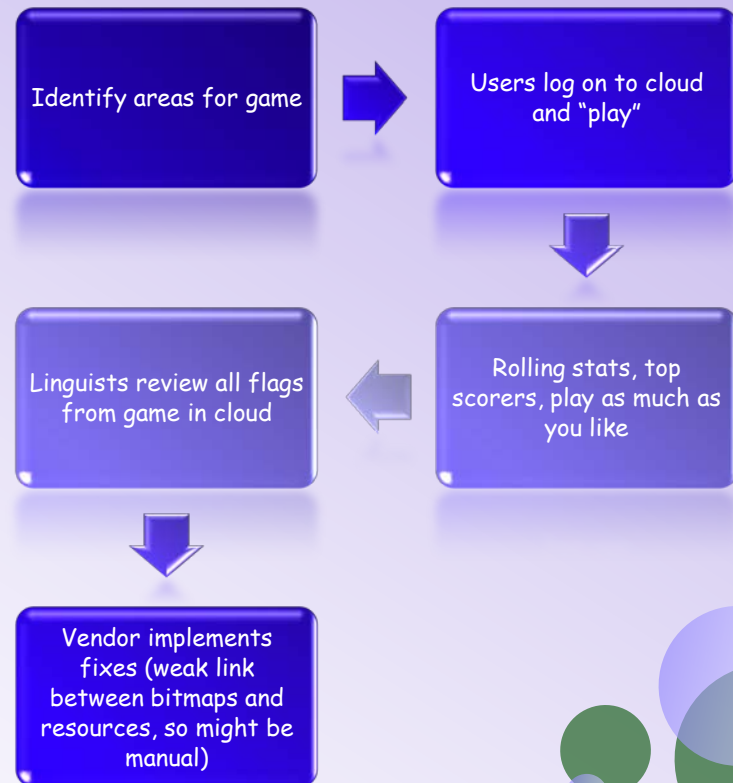 Identify areas for game
Users log on to cloud
and “play”
Rolling stats, top
scorers, play as much as
you like
Linguists review all flags
from game in cloud
Vendor implements
fixes (weak link
between bitmaps and
resources, so might be
manual)